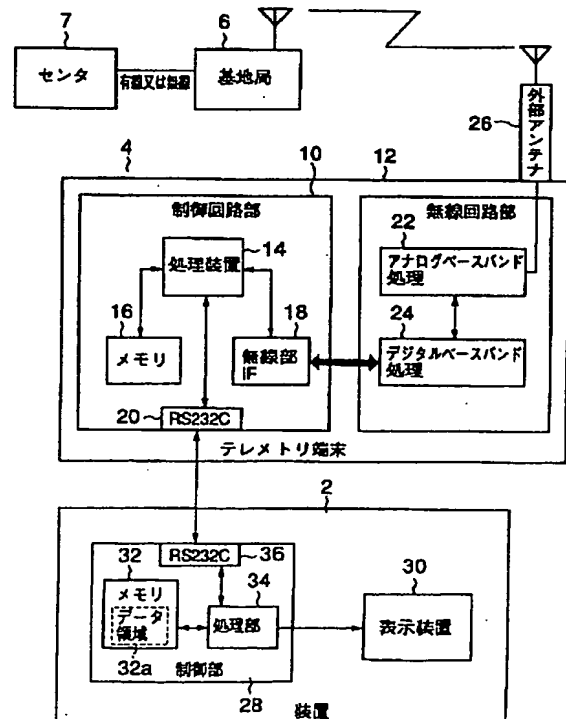 7
6
センタ
有線又は無線
基地局
26
外部アンテナ
4
12
10
制御回路部
無線回路部
14
22
処理装置
アナログベースバンド
処理
16
18
24
メモリ
無線部
IF
デジタルベースバンド
処理
20
RS232C
テレメトリ端末
2
RS232C
36
32
34
30
メモリ
データ
領域
処理部
表示装置
32a
制御部
28
装置